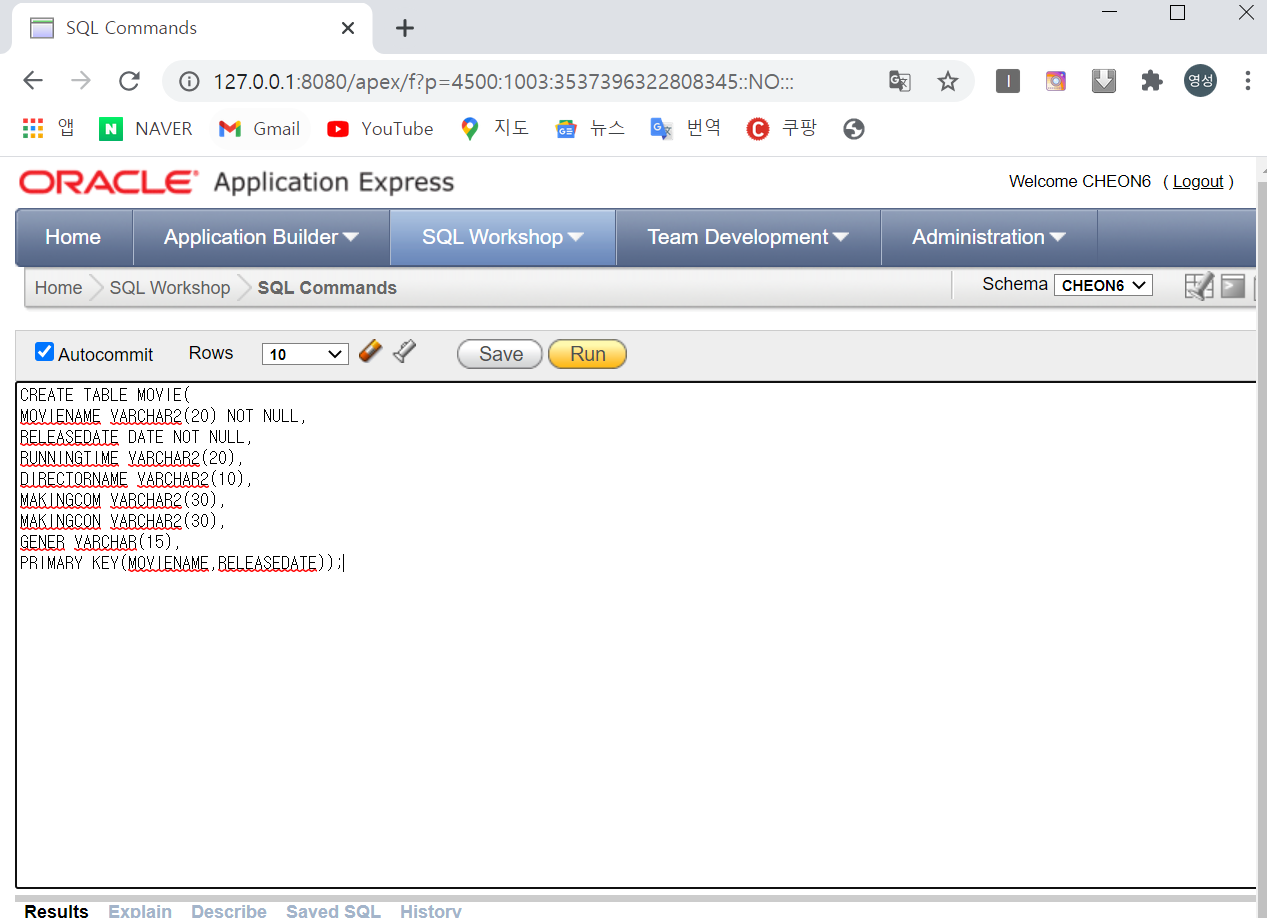 SQL Commands
127.0.0.1:8080/apex/f?p=4500:1003:3537396322808345::NO:::
영성
앱 NAVER Gmail YouTube 지도 뉴스 번역 쿠팡
ORACLE Application Express
Welcome CHEON6 ( Logout )
Home Application Builder SQL Workshop Team Development Administration
Home SQL Workshop SQL Commands Schema CHEON6
Autocommit Rows 10 Save Run
CREATE TABLE MOVIE(
MOVIENAME VARCHAR2(20) NOT NULL,
RELEASEDATE DATE NOT NULL,
RUNNINGTIME VARCHAR2(20),
DIRECTORNAME VARCHAR2(10),
MAKINGCOM VARCHAR2(30),
MAKINGCON VARCHAR2(30),
GENER VARCHAR(15),
PRIMARY KEY(MOVIENAME,RELEASEDATE));
Results Explain Describe Saved SQL History